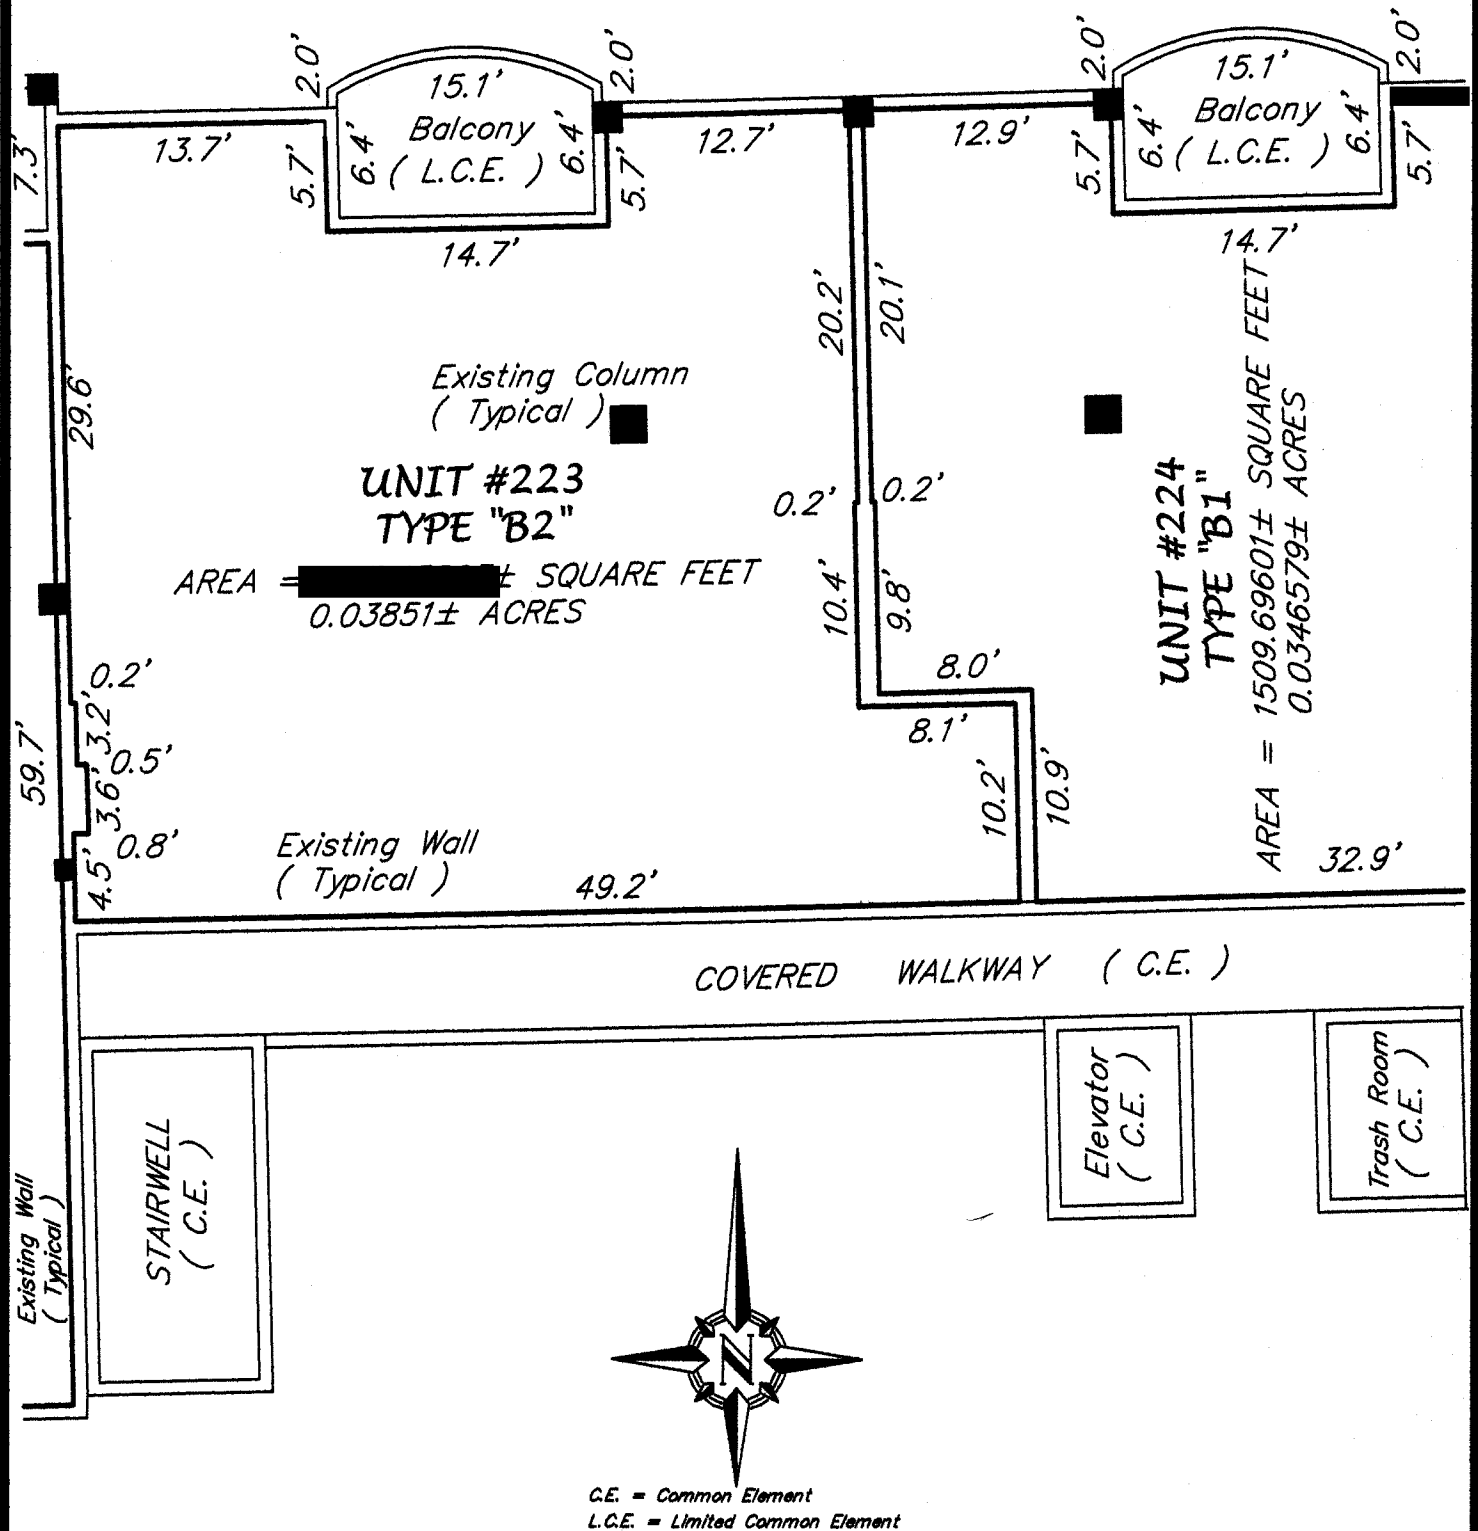 2.0'
2.0'
2.0'
2.0'
15.1'
Balcony
( L.C.E. )
6.4'
6.4'
15.1'
Balcony
( L.C.E. )
6.4'
6.4'
7.3'
13.7'
5.7'
5.7'
12.7'
12.9'
5.7'
5.7'
14.7'
14.7'
20.2'
20.1'
29.6'
Existing Column
( Typical )
UNIT #223
TYPE "B2"
AREA = ± SQUARE FEET
0.03851± ACRES
0.2'
0.2'
10.4'
9.8'
UNIT #224
TYPE "B1"
AREA = 1509.69601± SQUARE FEET
0.0346579± ACRES
8.0'
8.1'
10.2'
10.9'
0.2'
3.2'
0.5'
3.6'
0.8'
4.5'
59.7'
Existing Wall
( Typical )
49.2'
32.9'
COVERED WALKWAY ( C.E. )
STAIRWELL
( C.E. )
Elevator
( C.E. )
Trash Room
( C.E. )
Existing Wall
( Typical )
N
C.E. = Common Element
L.C.E. = Limited Common Element